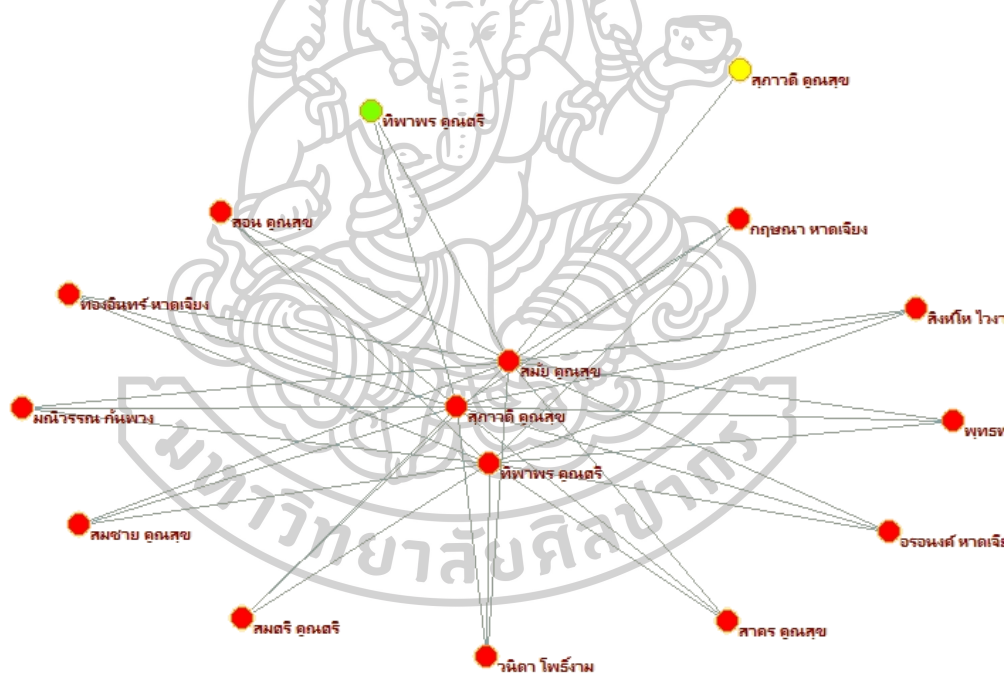 สุภาวดี คูณสุข
ทิพาพร คูณตรี
สอน คูณสุข
กฤษณา หาดเจียง
ทองอินทร์ หาดเจียง
สิงห์โห ไวงา
สมัย คูณสุข
มณีวรรณ ก้นพวง
สุภาวดี คูณสุข
พุทธพ
ทิพาพร คูณตรี
สมชาย คูณสุข
อรอนงค์ หาดเจีย
มหาวิทยาลัยศิลปากร
สมตรี คูณตรี
สาคร คูณสุข
วนิดา โพธิ์งาม